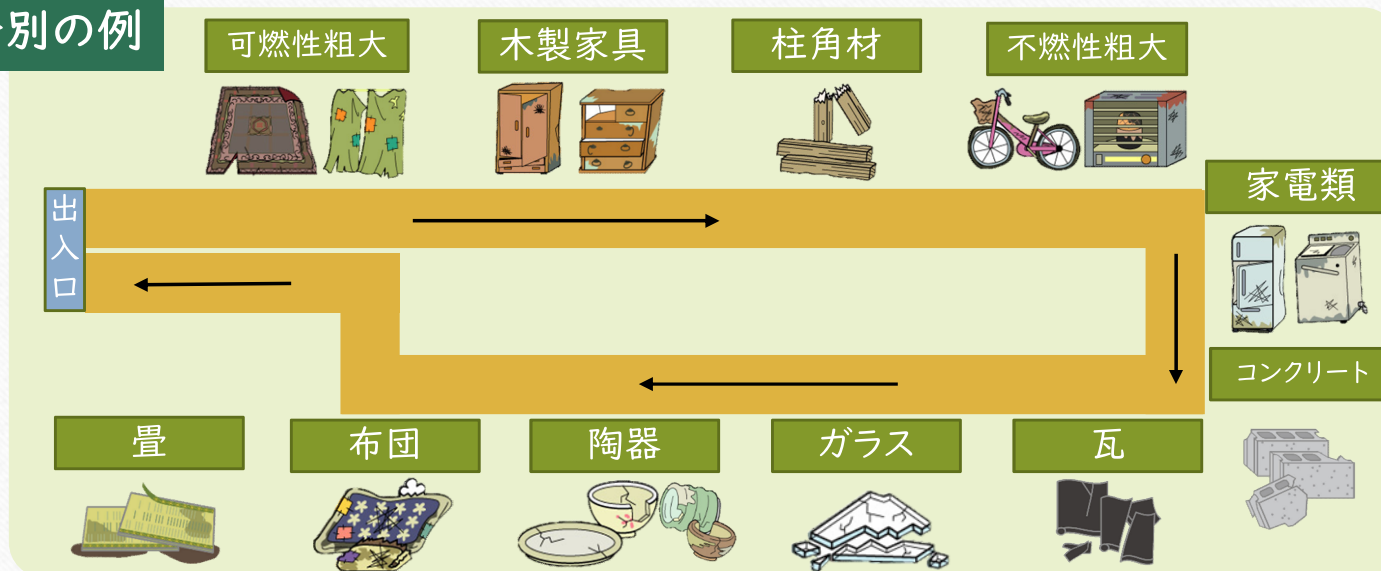 別の例
可燃性粗大
木製家具
柱角材
不燃性粗大
家電類
出入口
コンクリート
畳
布団
陶器
ガラス
瓦